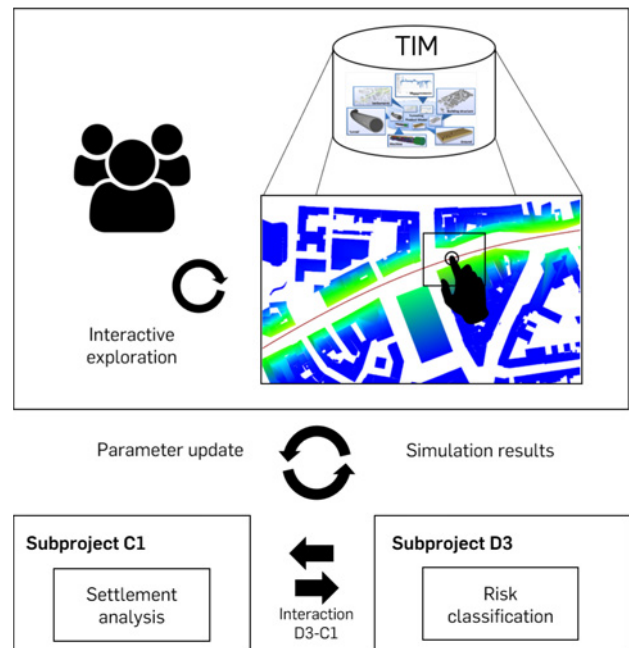 TIM
Interactive
exploration
Parameter update
Simulation results
Subproject C1
Settlement
analysis
Interaction
D3-C1
Subproject D3
Risk
classification